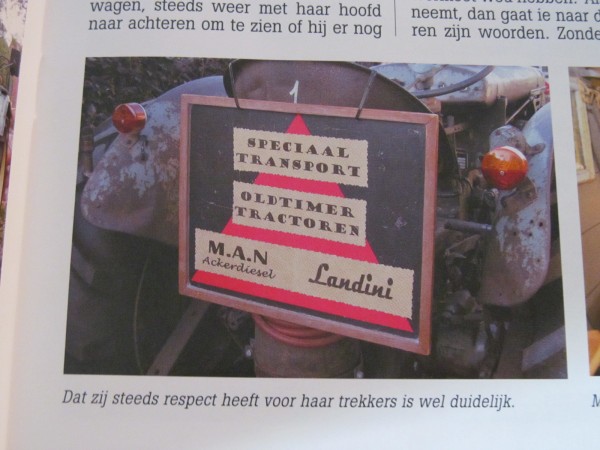 wagen, steeds weer met haar hoofd
naar achteren om te zien of hij er nog
neemt, dan gaat ie naar d
ren zijn woorden. Zonde
1
SPECIAAL
TRANSPORT
OLDTIMER
TRACTOREN
M.A.N
Ackerdiesel
Landini
Dat zij steeds respect heeft voor haar trekkers is wel duidelijk.
M